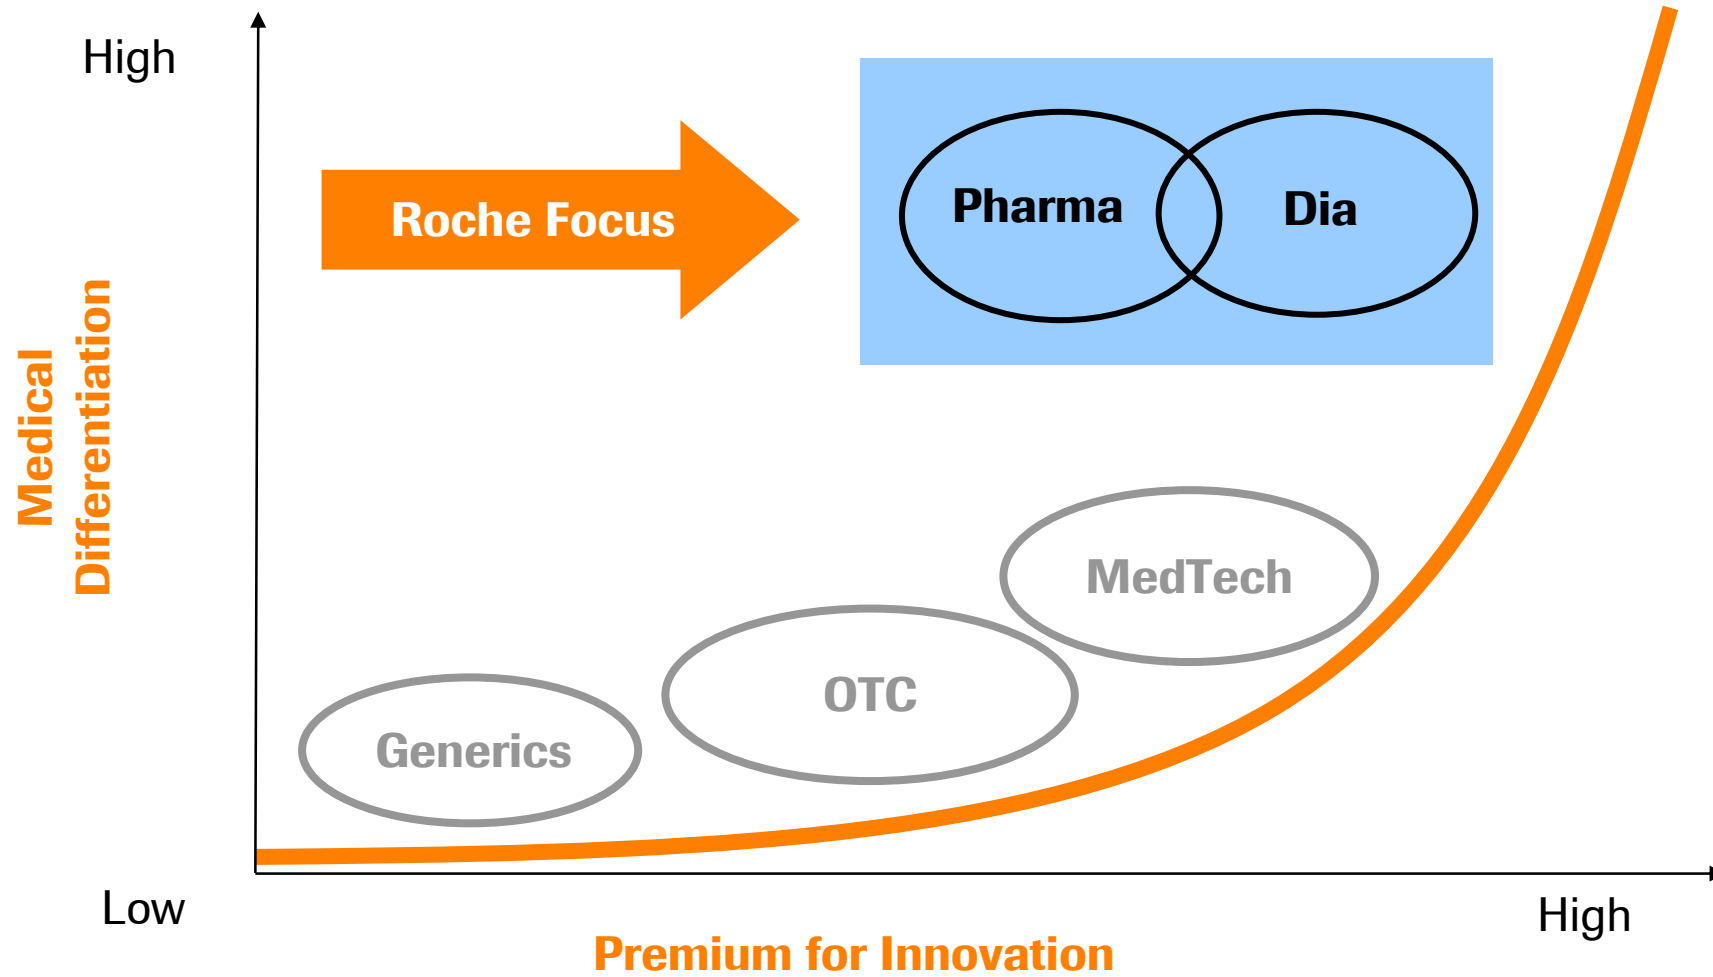 High
Roche Focus
Pharma
Dia
Medical
Differentiation
MedTech
OTC
Generics
Low
High
Premium for Innovation